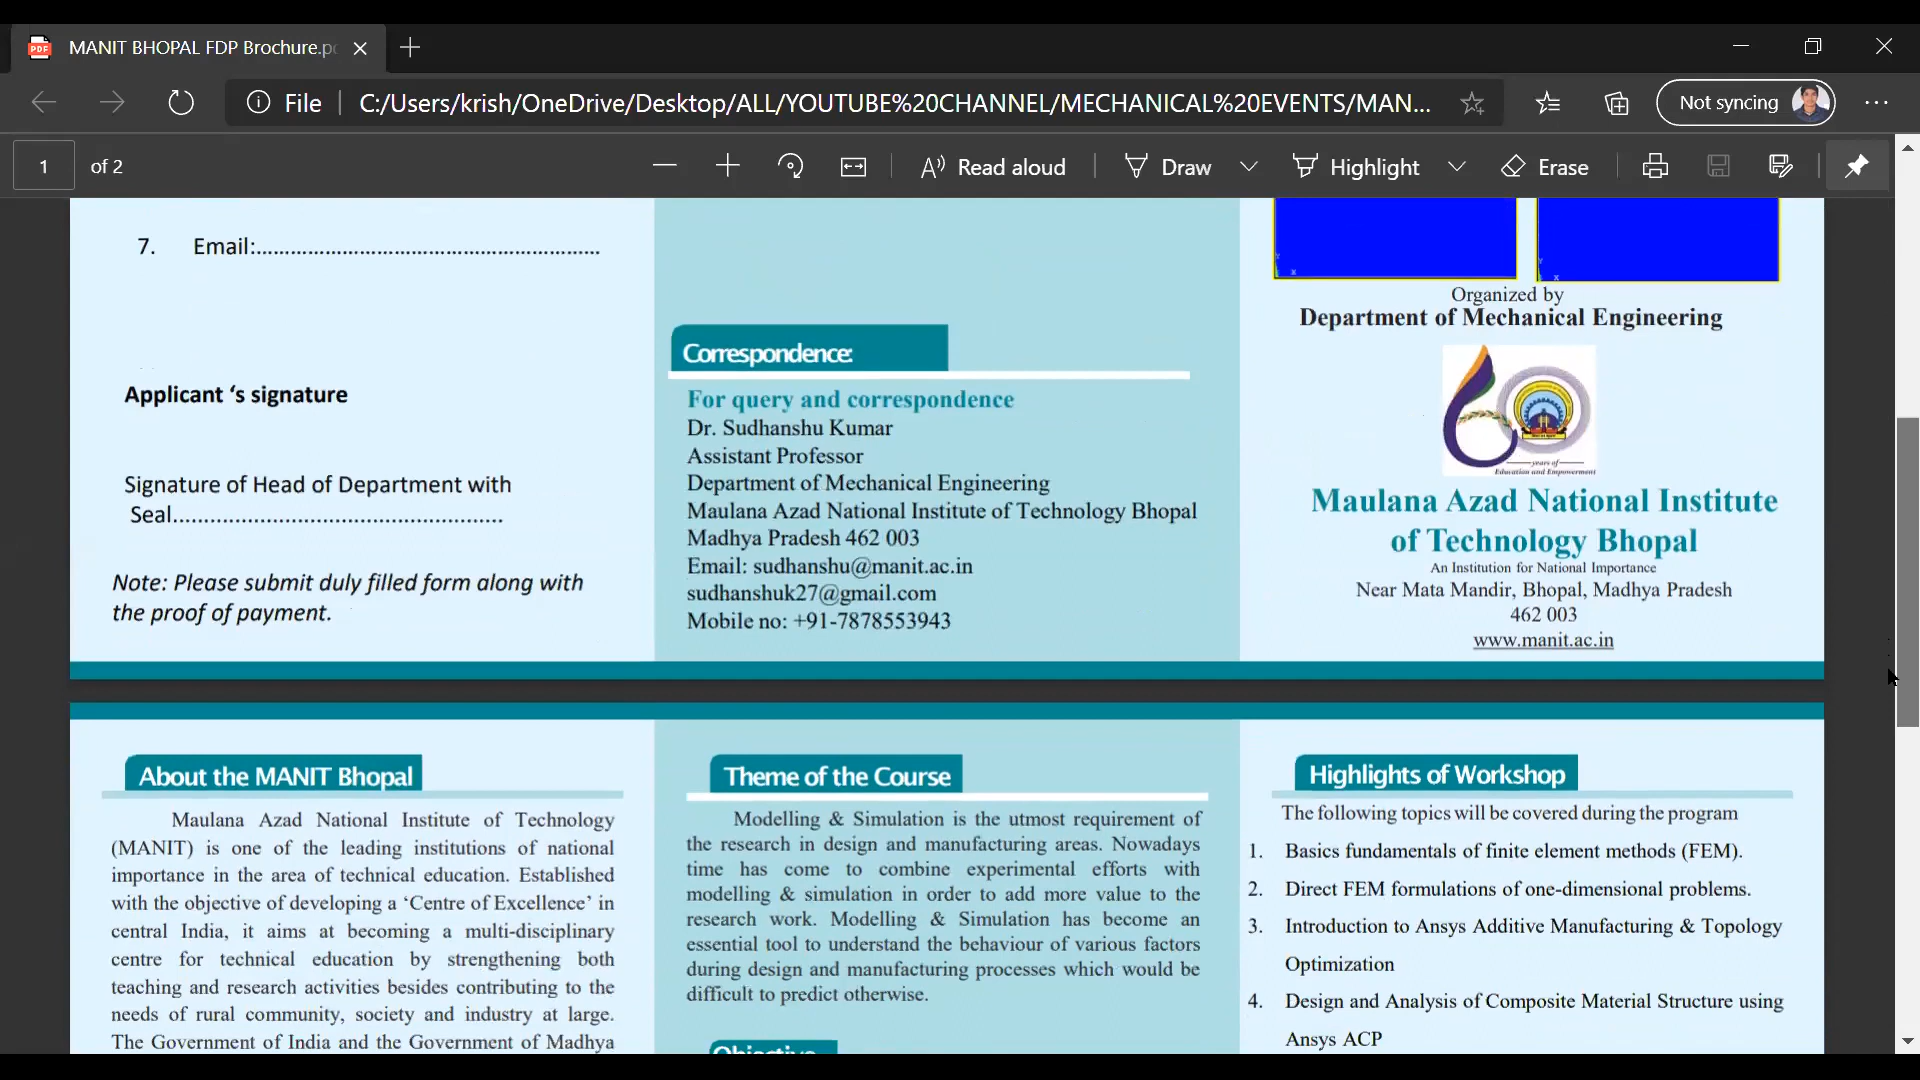 MANIT BHOPAL FDP Brochure.p
File
C:/Users/krish/OneDrive/Desktop/ALL/YOUTUBE%20CHANNEL/MECHANICAL%20EVENTS/MAN...
Not syncing
1 of 2
Read aloud
Draw
Highlight
Erase
7. Email:............................................................
Applicant ‘s signature
Signature of Head of Department with
Seal.....................................................
Note: Please submit duly filled form along with
the proof of payment.
Correspondence:
For query and correspondence
Dr. Sudhanshu Kumar
Assistant Professor
Department of Mechanical Engineering
Maulana Azad National Institute of Technology Bhopal
Madhya Pradesh 462 003
Email: sudhanshu@manit.ac.in
sudhanshuk27@gmail.com
Mobile no: +91-7878553943
Organized by
Department of Mechanical Engineering
years of
Education and Empowerment
Maulana Azad National Institute
of Technology Bhopal
An Institution for National Importance
Near Mata Mandir, Bhopal, Madhya Pradesh
462 003
www.manit.ac.in
About the MANIT Bhopal
Maulana Azad National Institute of Technology
(MANIT) is one of the leading institutions of national
importance in the area of technical education. Established
with the objective of developing a ‘Centre of Excellence’ in
central India, it aims at becoming a multi-disciplinary
centre for technical education by strengthening both
teaching and research activities besides contributing to the
needs of rural community, society and industry at large.
The Government of India and the Government of Madhya
Theme of the Course
Modelling & Simulation is the utmost requirement of
the research in design and manufacturing areas. Nowadays
time has come to combine experimental efforts with
modelling & simulation in order to add more value to the
research work. Modelling & Simulation has become an
essential tool to understand the behaviour of various factors
during design and manufacturing processes which would be
difficult to predict otherwise.
Objective
Highlights of Workshop
The following topics will be covered during the program
1. Basics fundamentals of finite element methods (FEM).
2. Direct FEM formulations of one-dimensional problems.
3. Introduction to Ansys Additive Manufacturing & Topology
Optimization
4. Design and Analysis of Composite Material Structure using
Ansys ACP